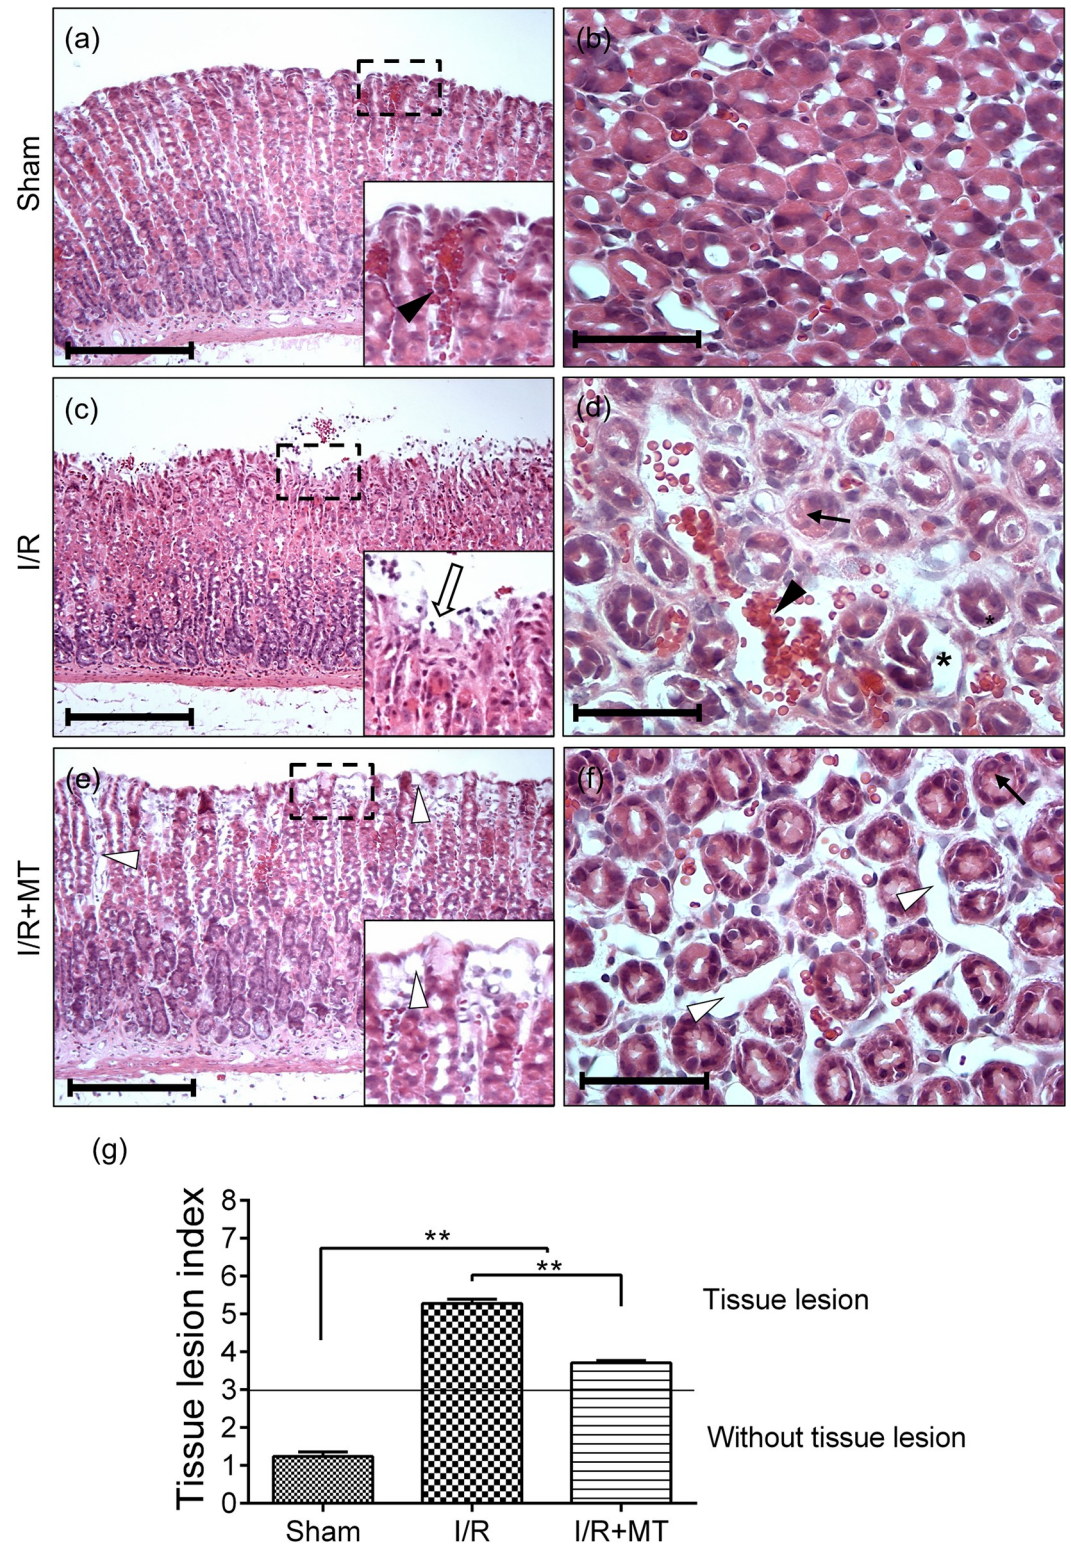 (a)
(b)
Sham
(c)
(d)
*
*
I/R
(e)
(f)
I/R+MT
(g)
Tissue lesion index
8
7
6
5
4
3
2
1
0
**
**
Tissue lesion
Without tissue lesion
Sham
I/R
I/R+MT